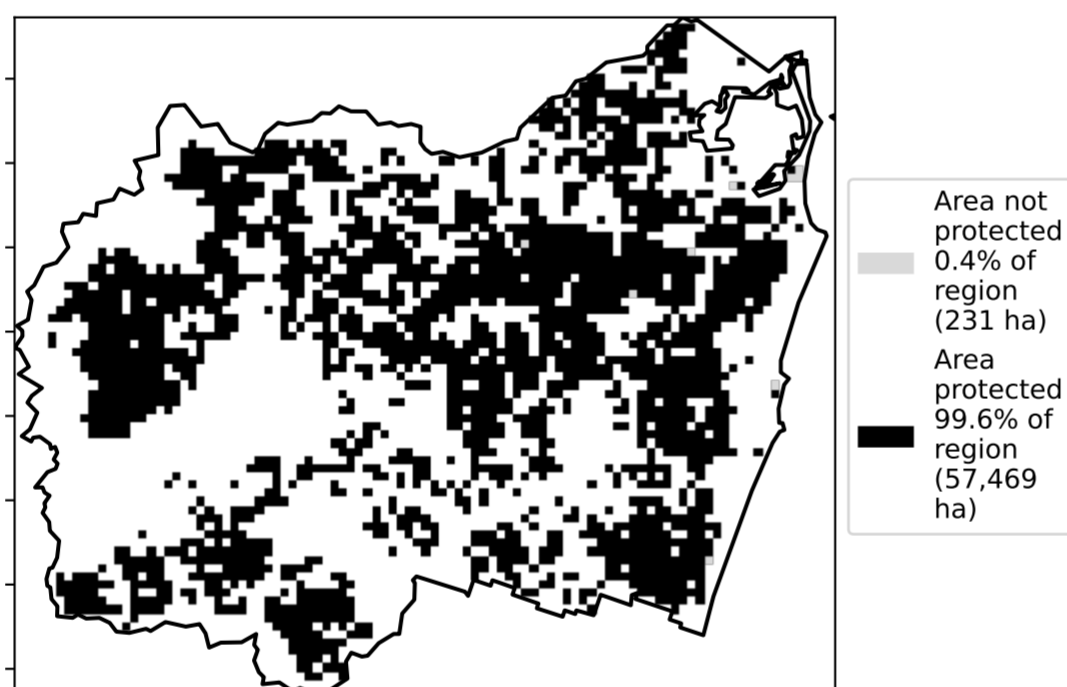 Area not
protected
0.4% of
region
(231 ha)
Area
protected
99.6% of
region
(57,469
ha)